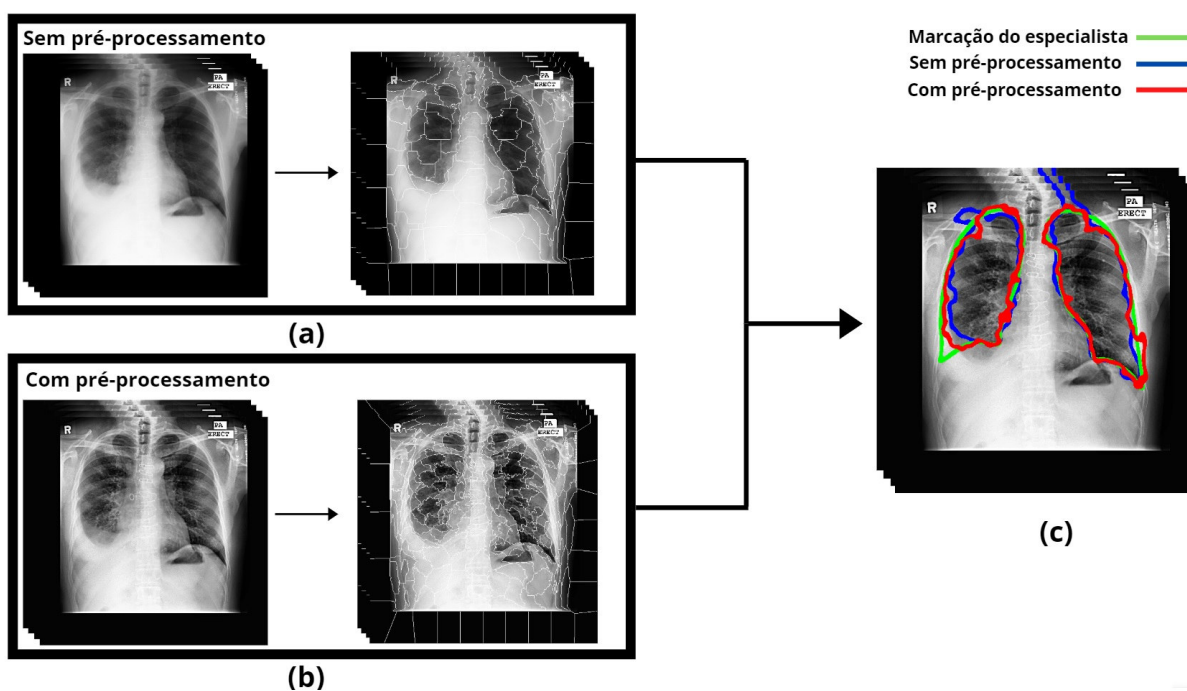 Sem pré-processamento
R
PA
ERECT
R
PA
ERECT
(a)
Com pré-processamento
R
PA
ERECT
R
PA
ERECT
(b)
Marcação do especialista
Sem pré-processamento
Com pré-processamento
R
PA
ERECT
(c)